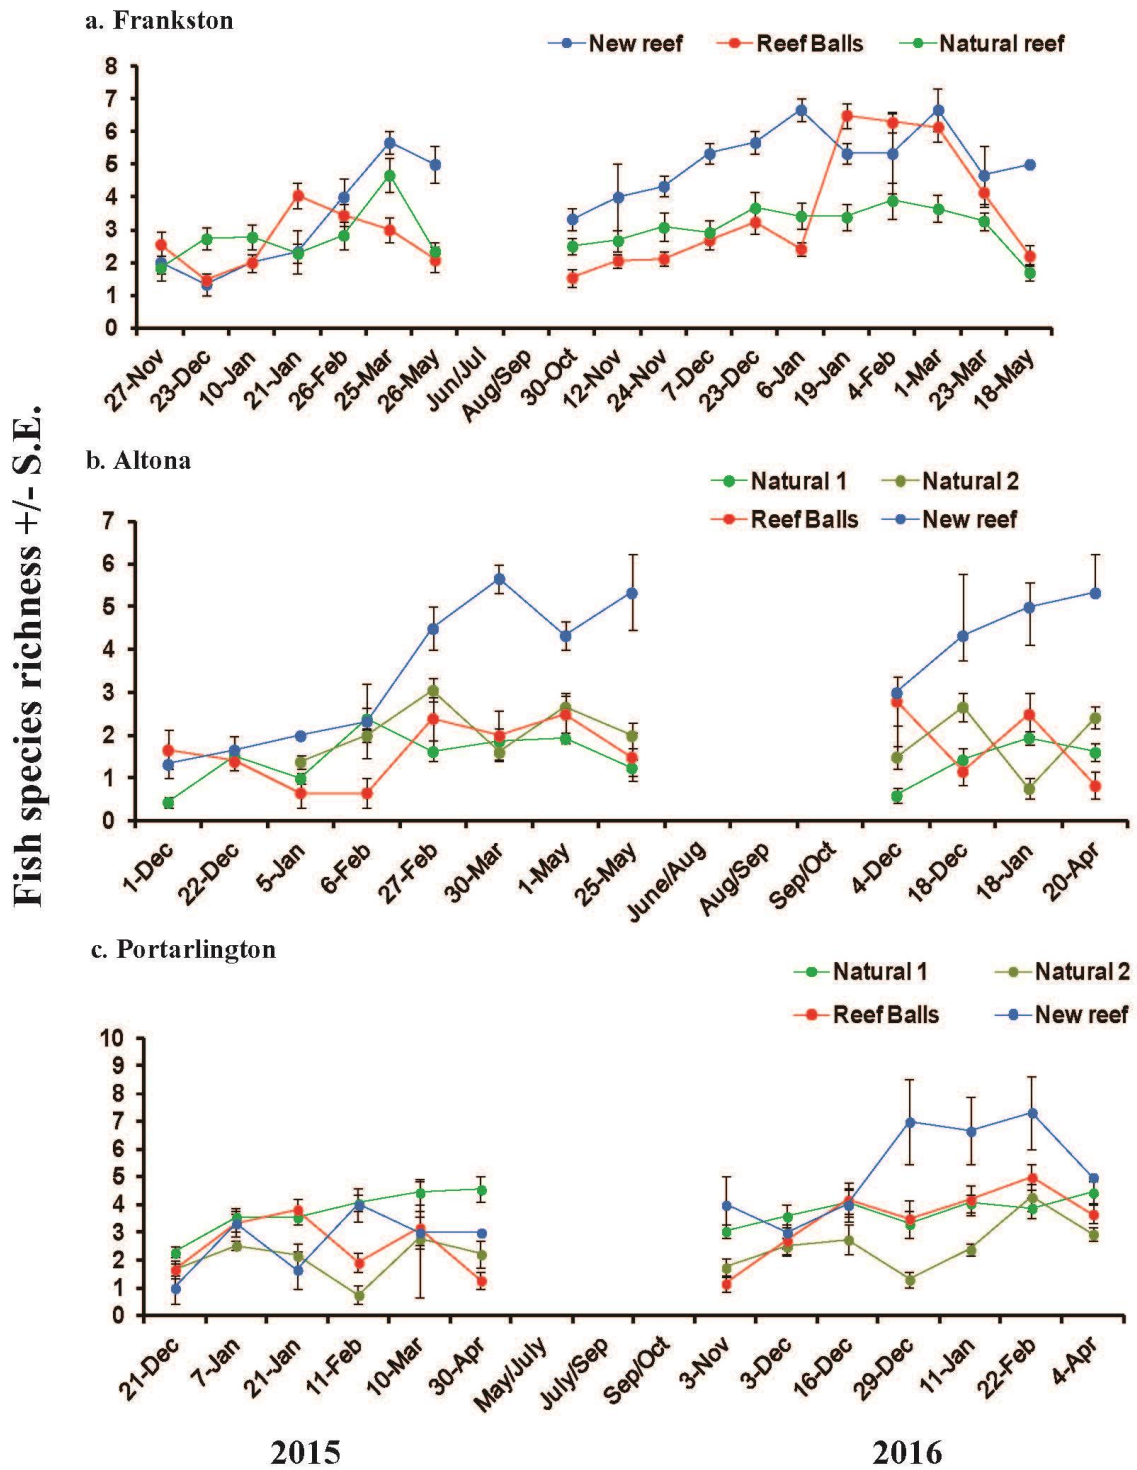 a. Frankston
New reef Reef Balls Natural reef
8
7
6
5
4
3
2
1
0
27-Nov 23-Dec 10-Jan 21-Jan 26-Feb 25-Mar 26-May Jun/Jul Aug/Sep 30-Oct 12-Nov 24-Nov 7-Dec 23-Dec 6-Jan 19-Jan 4-Feb 1-Mar 23-Mar 18-May
Fish species richness +/- S.E.
b. Altona
Natural 1 Natural 2
Reef Balls New reef
7
6
5
4
3
2
1
0
1-Dec 22-Dec 5-Jan 6-Feb 27-Feb 30-Mar 1-May 25-May June/Aug Aug/Sep Sep/Oct 4-Dec 18-Dec 18-Jan 20-Apr
c. Portarlington
Natural 1 Natural 2
Reef Balls New reef
10
9
8
7
6
5
4
3
2
1
0
21-Dec 7-Jan 21-Jan 11-Feb 10-Mar 30-Apr May/July July/Sep Sep/Oct 3-Nov 3-Dec 16-Dec 29-Dec 11-Jan 22-Feb 4-Apr
2015 2016